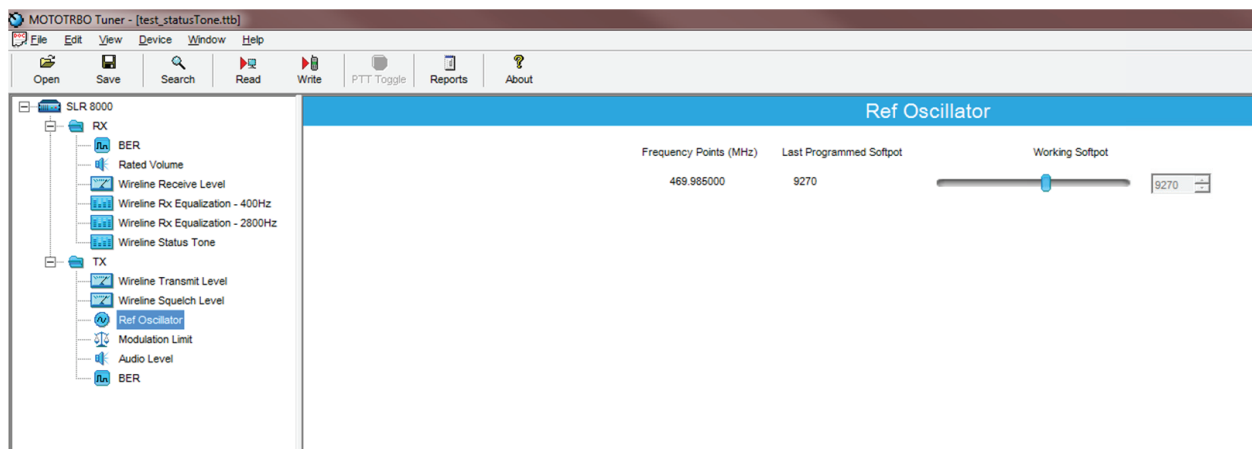 MOTOTRBO Tuner - [test_statusTone.ttb]
File Edit View Device Window Help
Open Save Search Read Write PTT Toggle Reports About
SLR 8000
Ref Oscillator
RX
BER
Frequency Points (MHz) Last Programmed Softpot Working Softpot
Rated Volume
469.985000 9270 9270
Wireline Receive Level
Wireline Rx Equalization - 400Hz
Wireline Rx Equalization - 2800Hz
Wireline Status Tone
TX
Wireline Transmit Level
Wireline Squelch Level
Ref Oscillator
Modulation Limit
Audio Level
BER